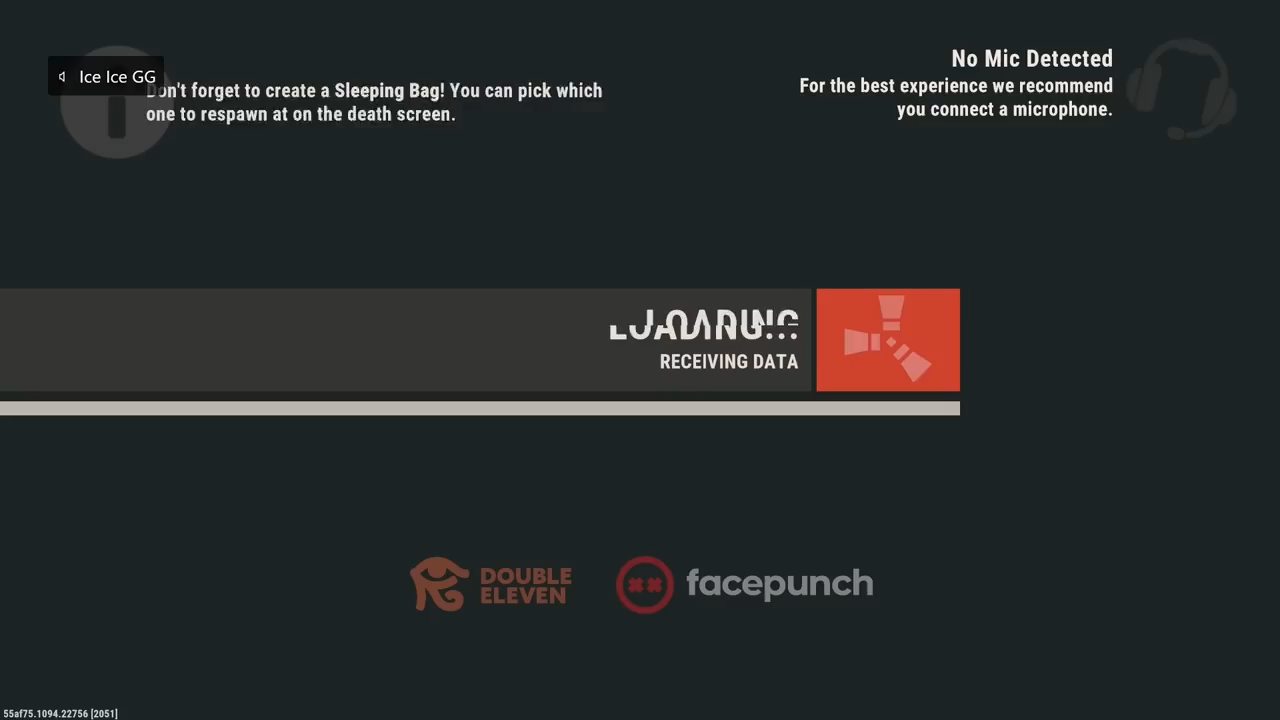 Ice Ice GG
Don't forget to create a Sleeping Bag! You can pick which
one to respawn at on the death screen.
No Mic Detected
For the best experience we recommend
you connect a microphone.
LOADING...
RECEIVING DATA
DOUBLE
ELEVEN
facepunch
55af75.1094.22756 [2051]